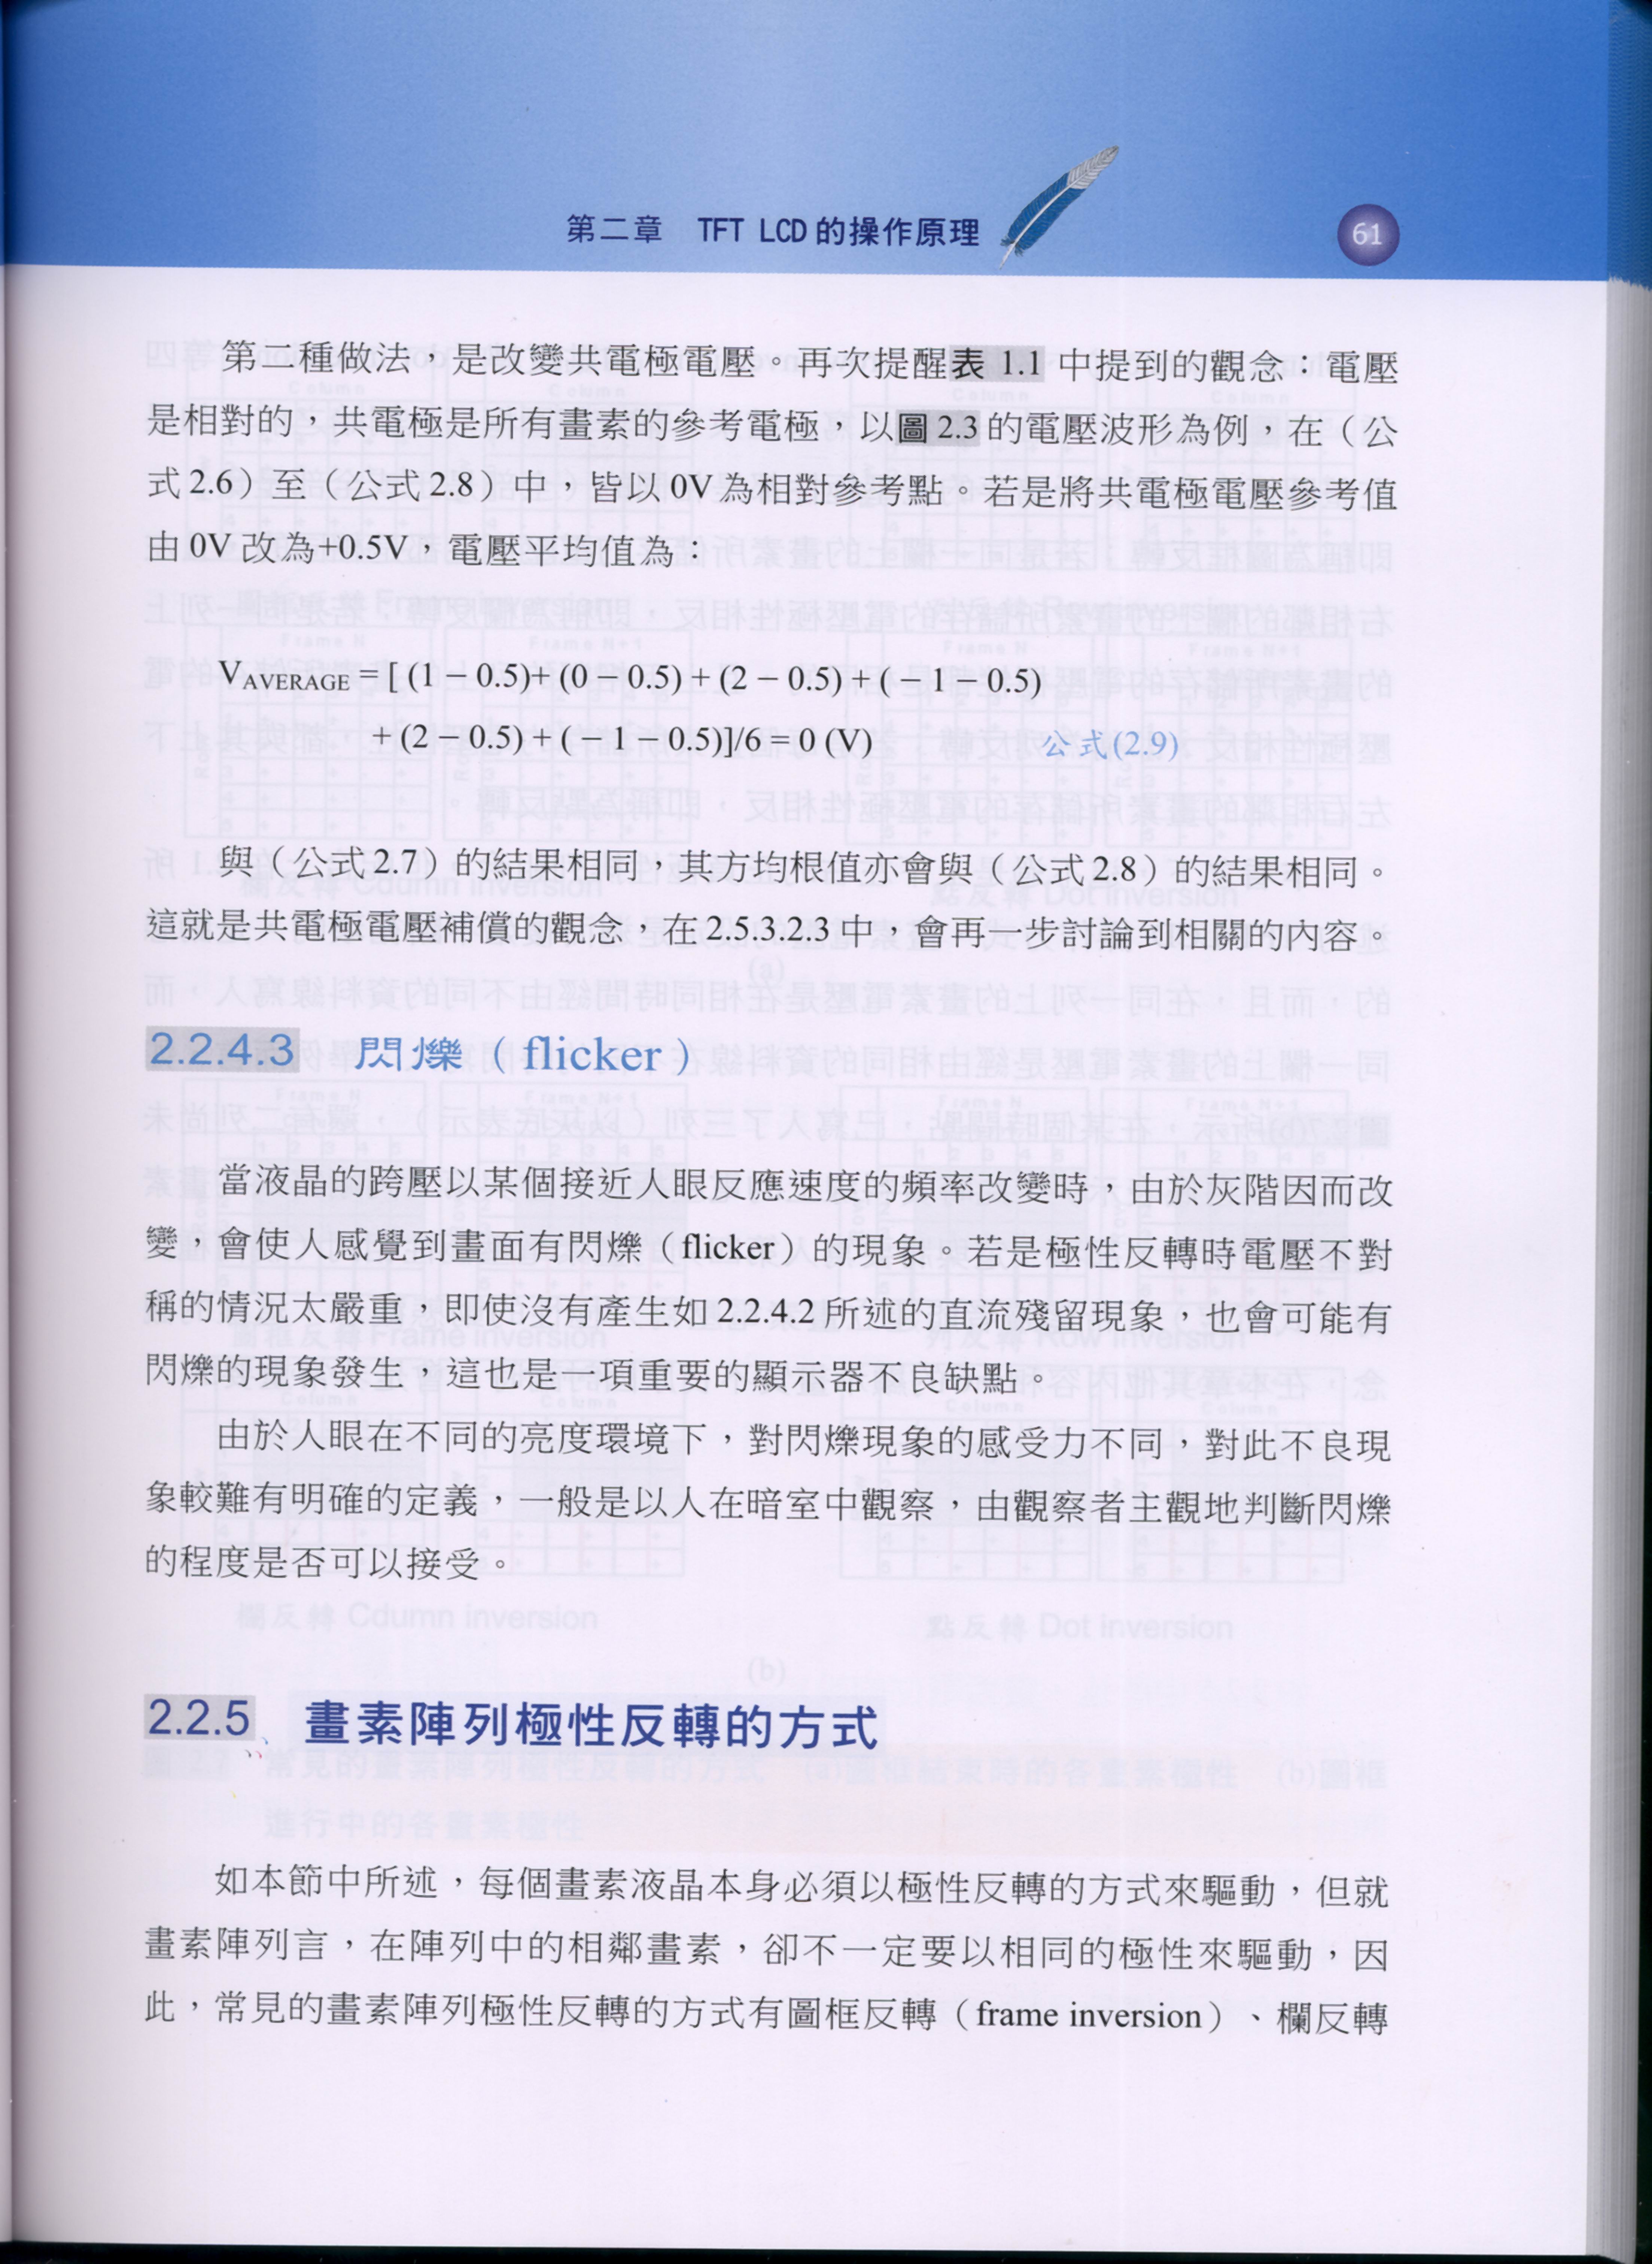 第二章　TFT LCD 的操作原理
61
第二種做法，是改變共電極電壓。再次提醒表 1.1 中提到的觀念：電壓
是相對的，共電極是所有畫素的參考電極，以圖 2.3 的電壓波形為例，在（公
式 2.6）至（公式 2.8）中，皆以 0V 為相對參考點。若是將共電極電壓參考值
由 0V 改為+0.5V，電壓平均值為：
VAVERAGE = [ (1 − 0.5)+ (0 − 0.5) + (2 − 0.5) + ( − 1 − 0.5)
+ (2 − 0.5) + ( − 1 − 0.5)]/6 = 0 (V)　公式(2.9)
與（公式 2.7）的結果相同，其方均根值亦會與（公式 2.8）的結果相同。
這就是共電極電壓補償的觀念，在 2.5.3.2.3 中，會再一步討論到相關的內容。
2.2.4.3　閃爍（flicker）
當液晶的跨壓以某個接近人眼反應速度的頻率改變時，由於灰階因而改
變，會使人感覺到畫面有閃爍（flicker）的現象。若是極性反轉時電壓不對
稱的情況太嚴重，即使沒有產生如 2.2.4.2 所述的直流殘留現象，也會可能有
閃爍的現象發生，這也是一項重要的顯示器不良缺點。
由於人眼在不同的亮度環境下，對閃爍現象的感受力不同，對此不良現
象較難有明確的定義，一般是以人在暗室中觀察，由觀察者主觀地判斷閃爍
的程度是否可以接受。
2.2.5　畫素陣列極性反轉的方式
如本節中所述，每個畫素液晶本身必須以極性反轉的方式來驅動，但就
畫素陣列言，在陣列中的相鄰畫素，卻不一定要以相同的極性來驅動，因
此，常見的畫素陣列極性反轉的方式有圖框反轉（frame inversion）、欄反轉